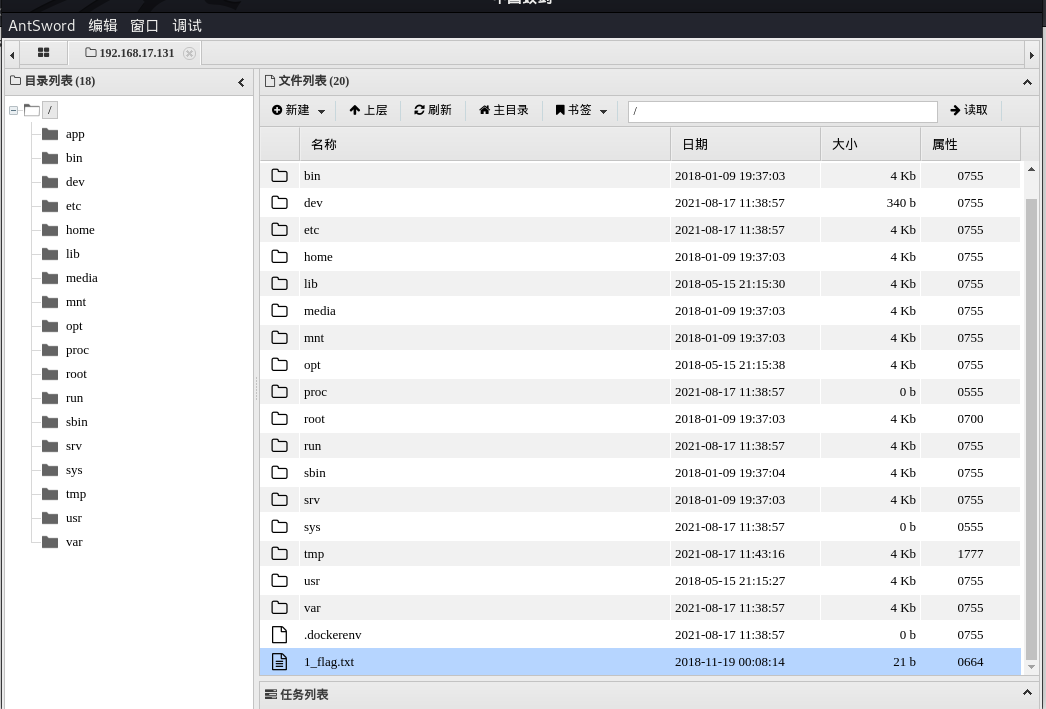 AntSword 编辑 窗口 调试
192.168.17.131
目录列表 (18)
/
app
bin
dev
etc
home
lib
media
mnt
opt
proc
root
run
sbin
srv
sys
tmp
usr
var
文件列表 (20)
新建 上层 刷新 主目录 书签 / 读取
名称 日期 大小 属性
bin 2018-01-09 19:37:03 4 Kb 0755
dev 2021-08-17 11:38:57 340 b 0755
etc 2021-08-17 11:38:57 4 Kb 0755
home 2018-01-09 19:37:03 4 Kb 0755
lib 2018-05-15 21:15:30 4 Kb 0755
media 2018-01-09 19:37:03 4 Kb 0755
mnt 2018-01-09 19:37:03 4 Kb 0755
opt 2018-05-15 21:15:38 4 Kb 0755
proc 2021-08-17 11:38:57 0 b 0555
root 2018-01-09 19:37:03 4 Kb 0700
run 2021-08-17 11:38:57 4 Kb 0755
sbin 2018-01-09 19:37:04 4 Kb 0755
srv 2018-01-09 19:37:03 4 Kb 0755
sys 2021-08-17 11:38:57 0 b 0555
tmp 2021-08-17 11:43:16 4 Kb 1777
usr 2018-05-15 21:15:27 4 Kb 0755
var 2021-08-17 11:38:57 4 Kb 0755
.dockerenv 2021-08-17 11:38:57 0 b 0755
1_flag.txt 2018-11-19 00:08:14 21 b 0664
任务列表